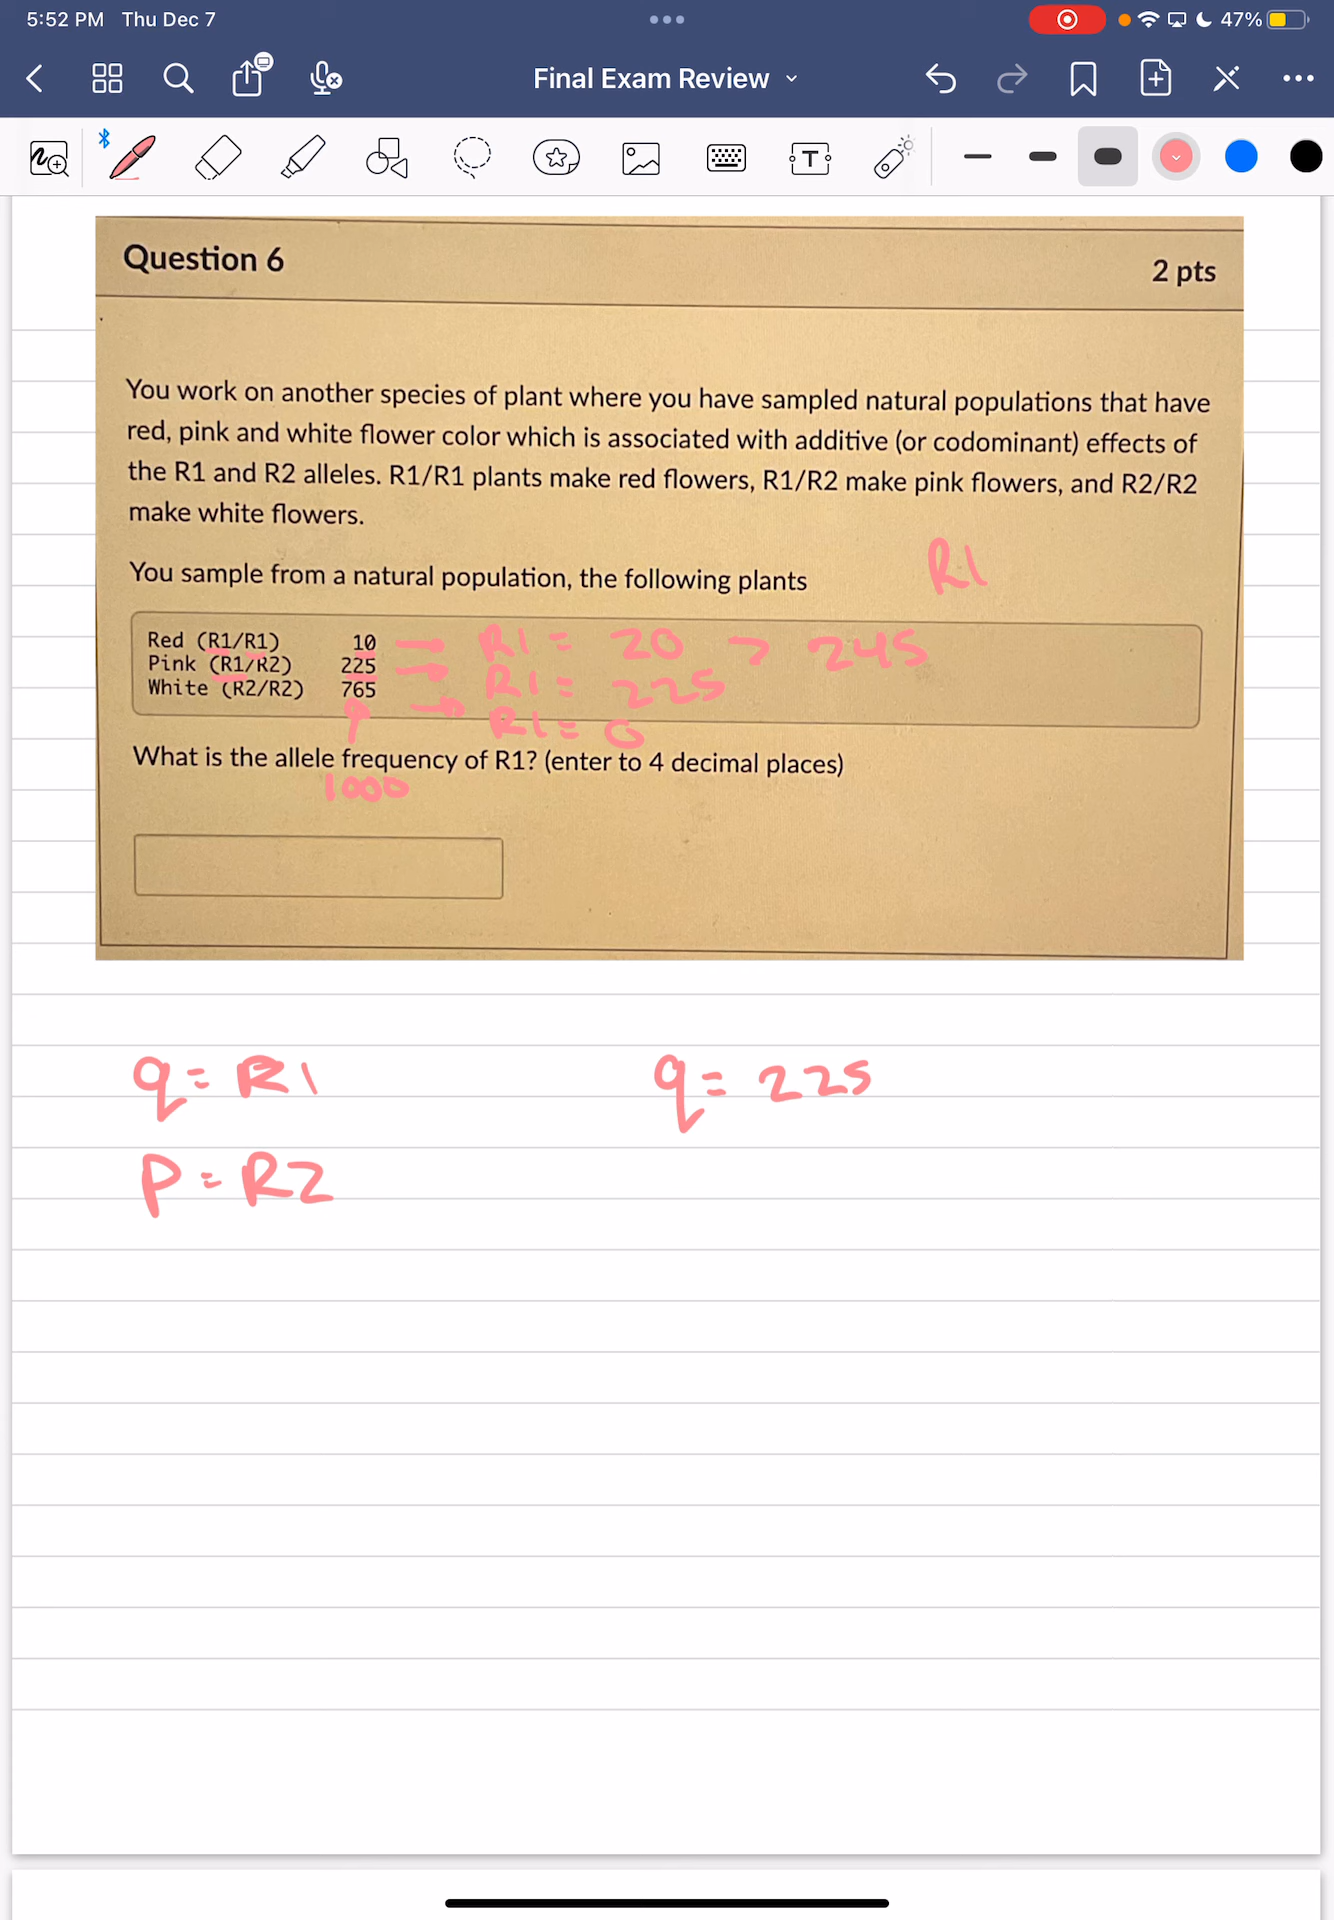 5:52 PM Thu Dec 7
47%
Final Exam Review
T
Question 6
2 pts
You work on another species of plant where you have sampled natural populations that have
red, pink and white flower color which is associated with additive (or codominant) effects of
the R1 and R2 alleles. R1/R1 plants make red flowers, R1/R2 make pink flowers, and R2/R2
make white flowers.
R1
You sample from a natural population, the following plants
Red (R1/R1) 10 → R1 = 20 > 245
Pink (R1/R2) 225 → R1 = 225
White (R2/R2) 765 → R1 = 0
What is the allele frequency of R1? (enter to 4 decimal places)
1000
q = R1
q = 225
P = R2